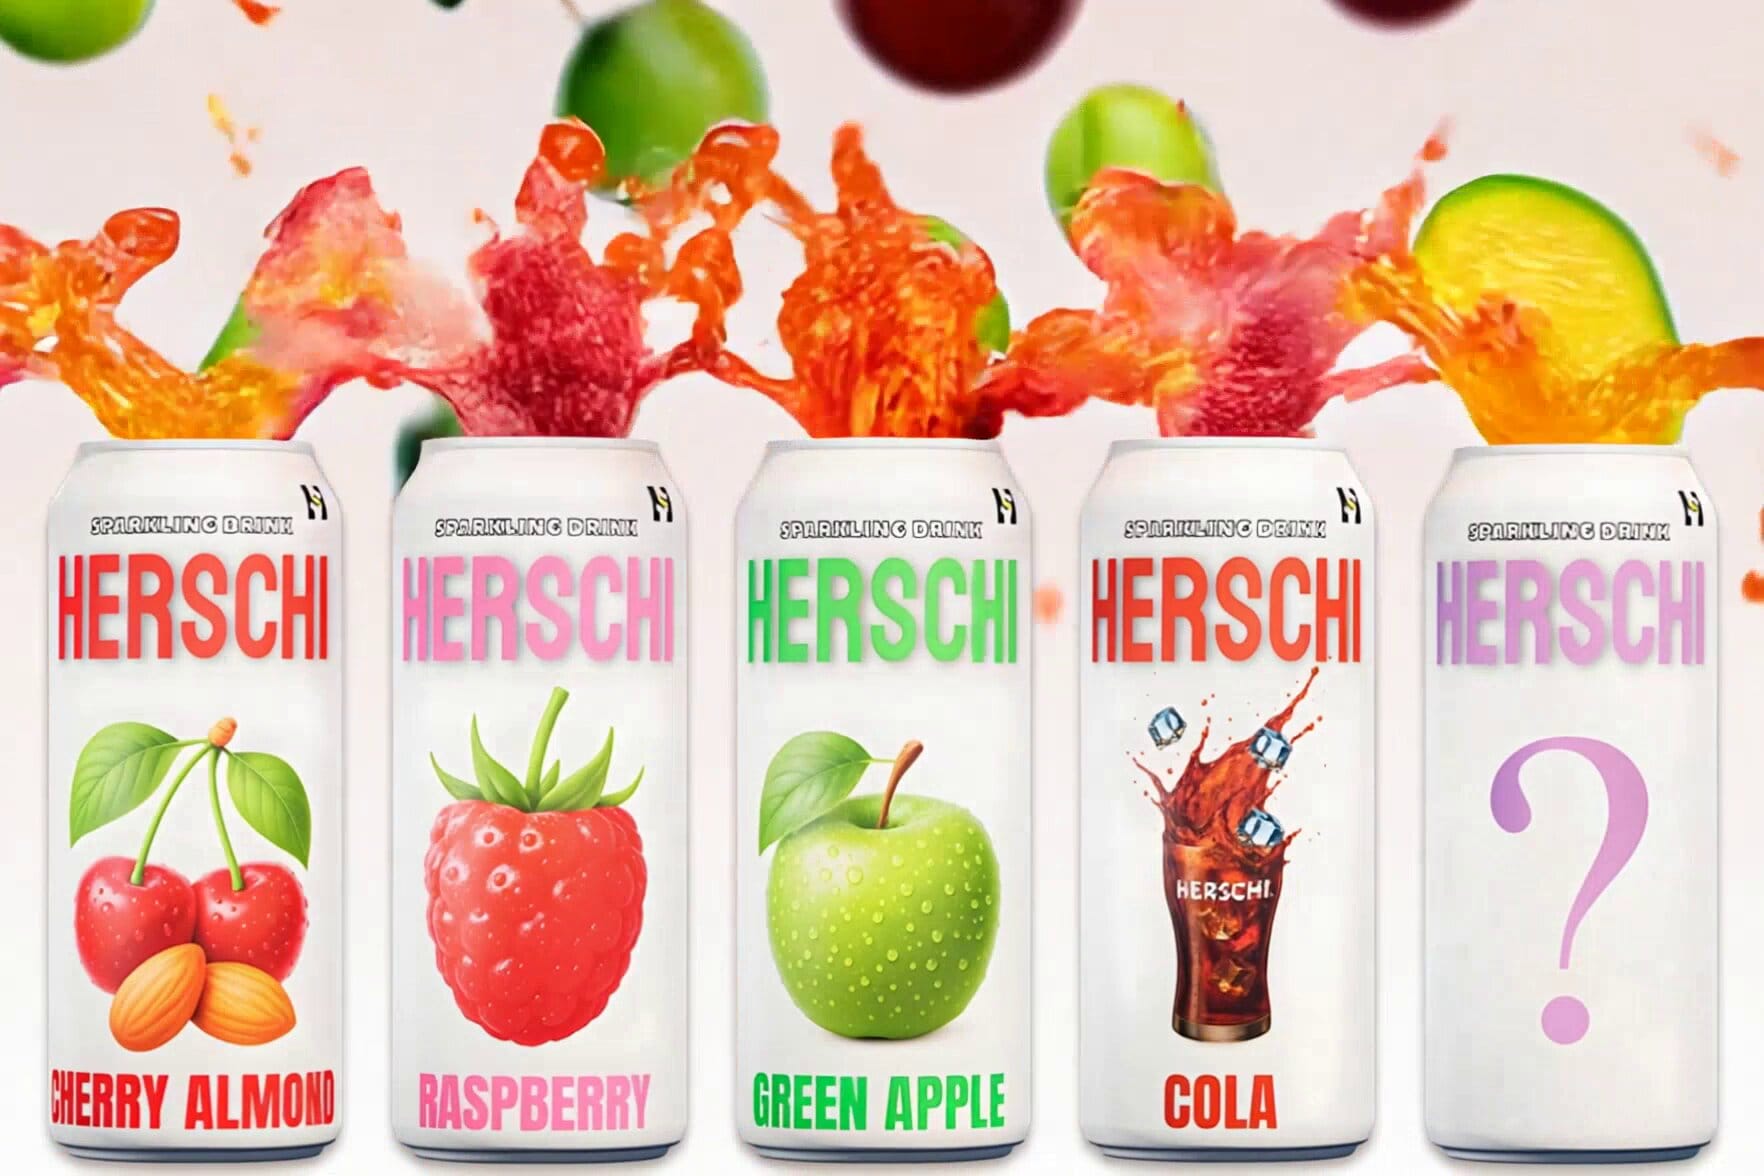 SPARKLING DRINK
HERSCHI
CHERRY ALMOND
SPARKLING DRINK
HERSCHI
RASPBERRY
SPARKLING DRINK
HERSCHI
GREEN APPLE
SPARKLING DRINK
HERSCHI
HERSCHI
COLA
SPARKLING DRINK
HERSCHI
?